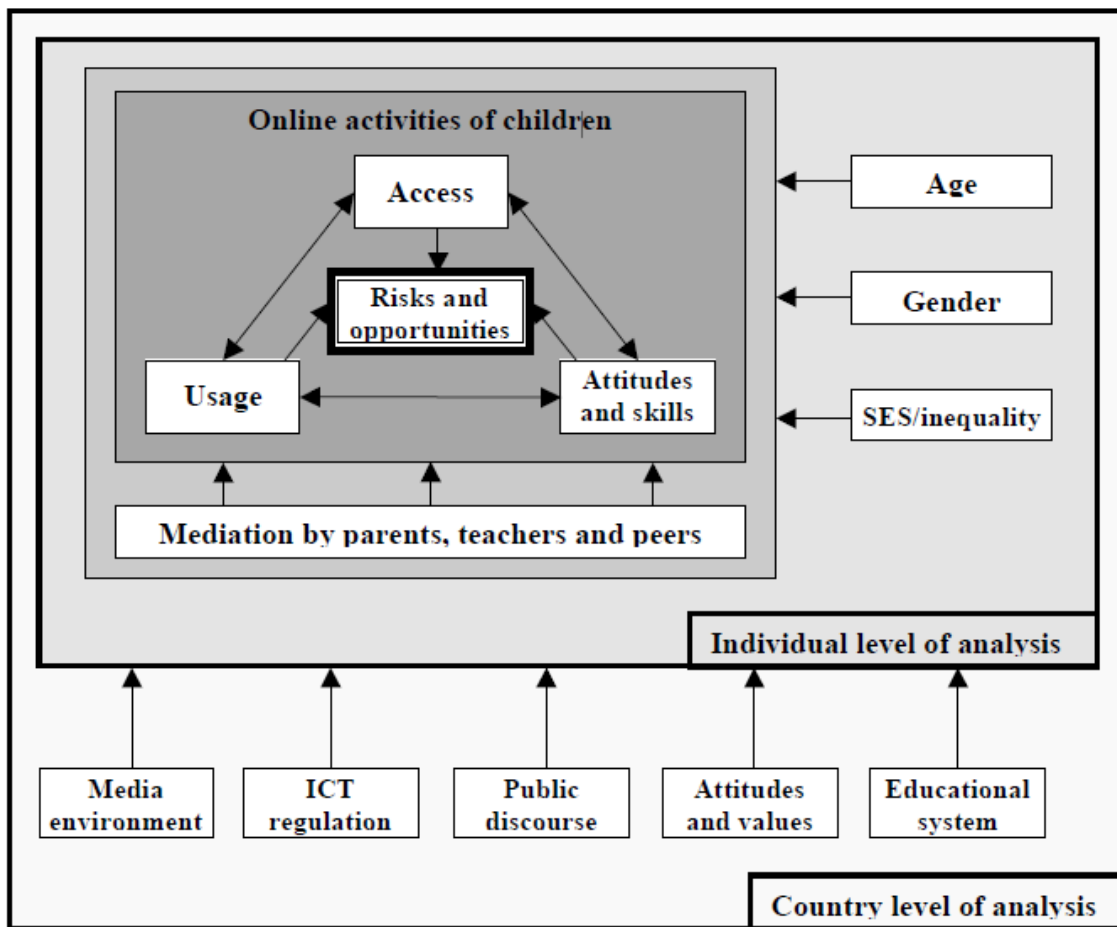 Online activities of children
Access
Age
Risks and
opportunities
Gender
Usage
Attitudes
and skills
SES/inequality
Mediation by parents, teachers and peers
Individual level of analysis
Media
environment
ICT
regulation
Public
discourse
Attitudes
and values
Educational
system
Country level of analysis